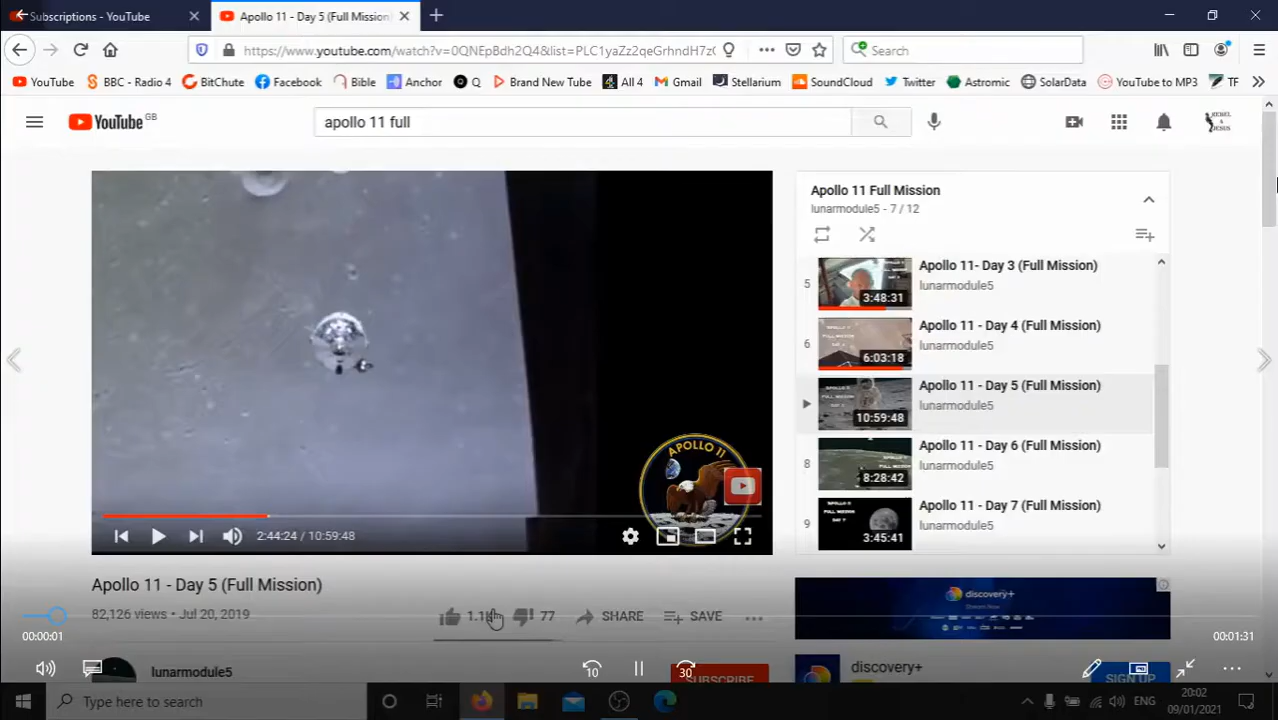 Subscriptions - YouTube
Apollo 11 - Day 5 (Full Mission
https://www.youtube.com/watch?v=0QNEpBdh2Q4&list=PLC1yaZz2qeGrhndH7z0
Search
YouTube BBC - Radio 4 BitChute Facebook Bible Anchor Q Brand New Tube All 4 Gmail Stellarium SoundCloud Twitter Astromic SolarData YouTube to MP3 TF
YouTube GB
apollo 11 full
REBEL JESUS
Apollo 11 Full Mission
lunarmodule5 - 7 / 12
5
3:48:31
Apollo 11- Day 3 (Full Mission)
lunarmodule5
6
6:03:18
Apollo 11 - Day 4 (Full Mission)
lunarmodule5
10:59:48
Apollo 11 - Day 5 (Full Mission)
lunarmodule5
8
8:28:42
Apollo 11 - Day 6 (Full Mission)
lunarmodule5
9
3:45:41
Apollo 11 - Day 7 (Full Mission)
lunarmodule5
APOLLO 11
2:44:24 / 10:59:48
Apollo 11 - Day 5 (Full Mission)
82,126 views • Jul 20, 2019
77 SHARE SAVE
discovery+
Stream Now
00:00:01
00:01:31
lunarmodule5
SUBSCRIBE
discovery+
SIGN UP
10
30
Type here to search
ENG
20:02
09/01/2021